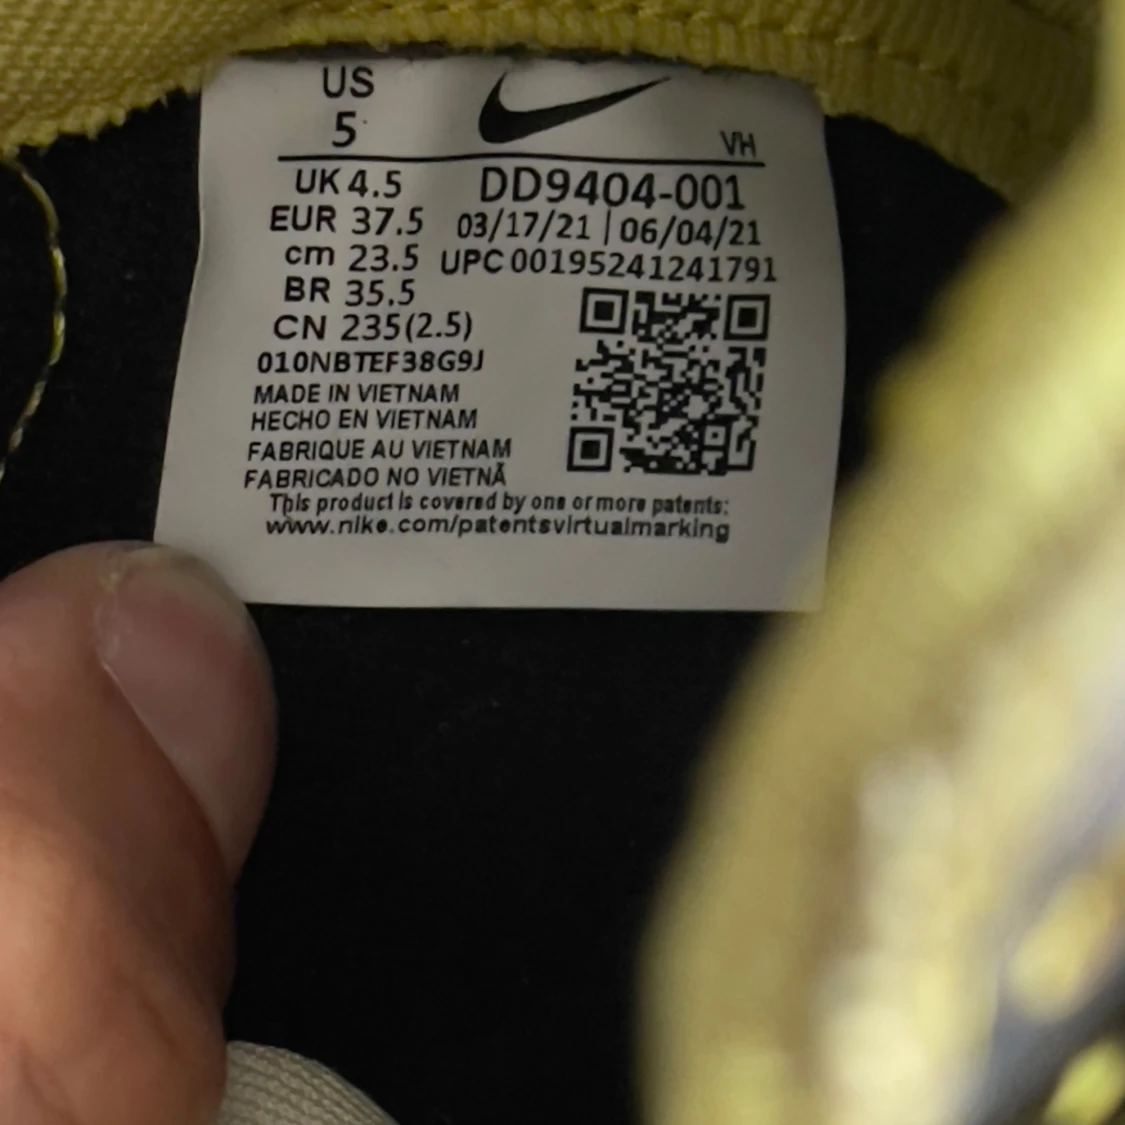 US
5
VH
UK 4.5
DD9404-001
EUR 37.5
03/17/21 | 06/04/21
cm 23.5
UPC 00195241241791
BR 35.5
CN 235(2.5)
010NBTEF38G9J
MADE IN VIETNAM
HECHO EN VIETNAM
FABRIQUE AU VIETNAM
FABRICADO NO VIETNÃ
This product is covered by one or more patents:
www.nike.com/patentsvirtualmarking